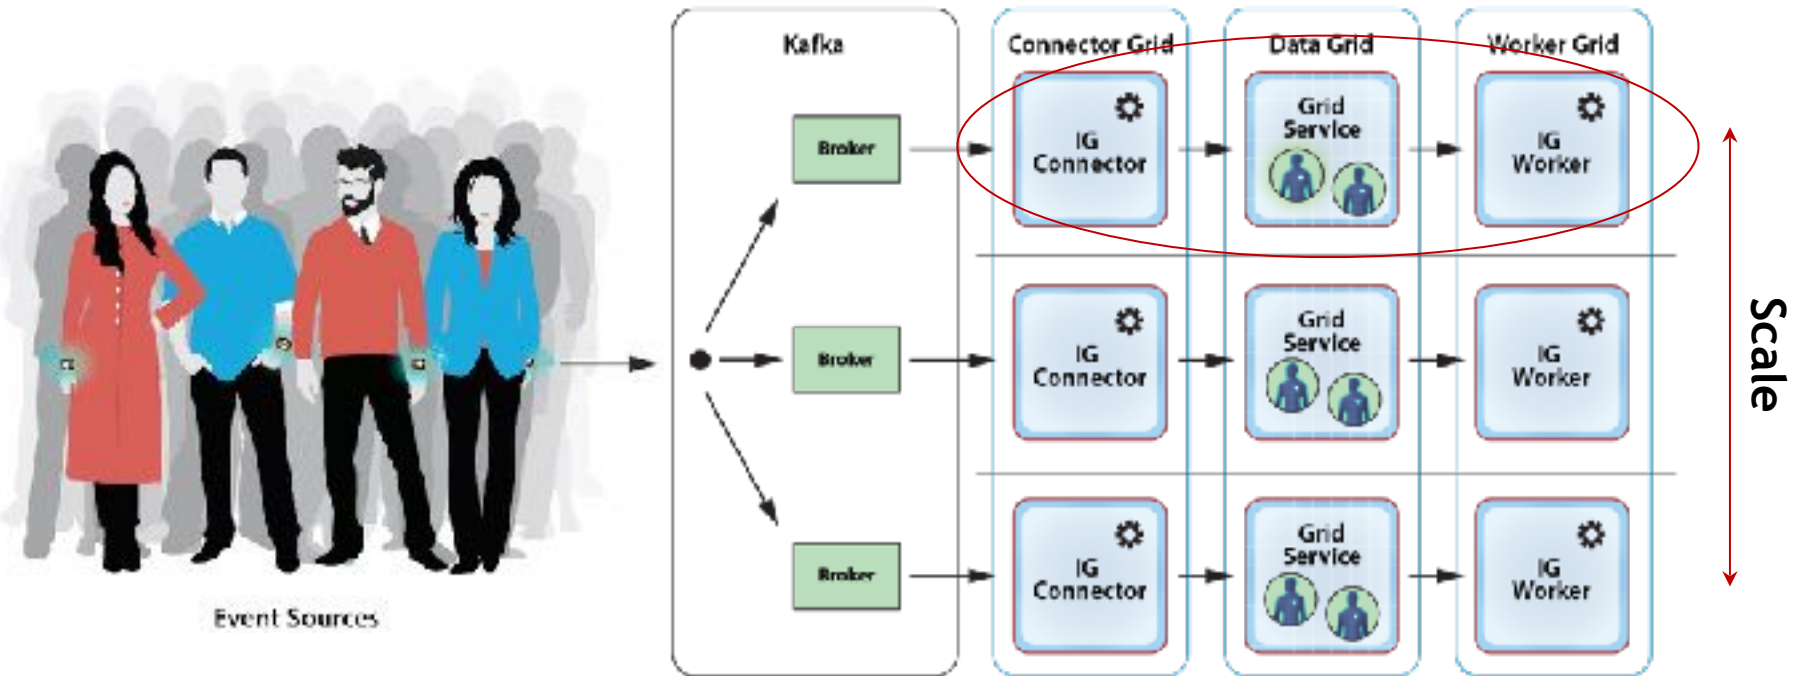 Kafka
Connector Grid
Data Grid
Worker Grid
Broker
IG
Connector
Grid
Service
IG
Worker
Broker
IG
Connector
Grid
Service
IG
Worker
Broker
IG
Connector
Grid
Service
IG
Worker
Scale
Event Sources